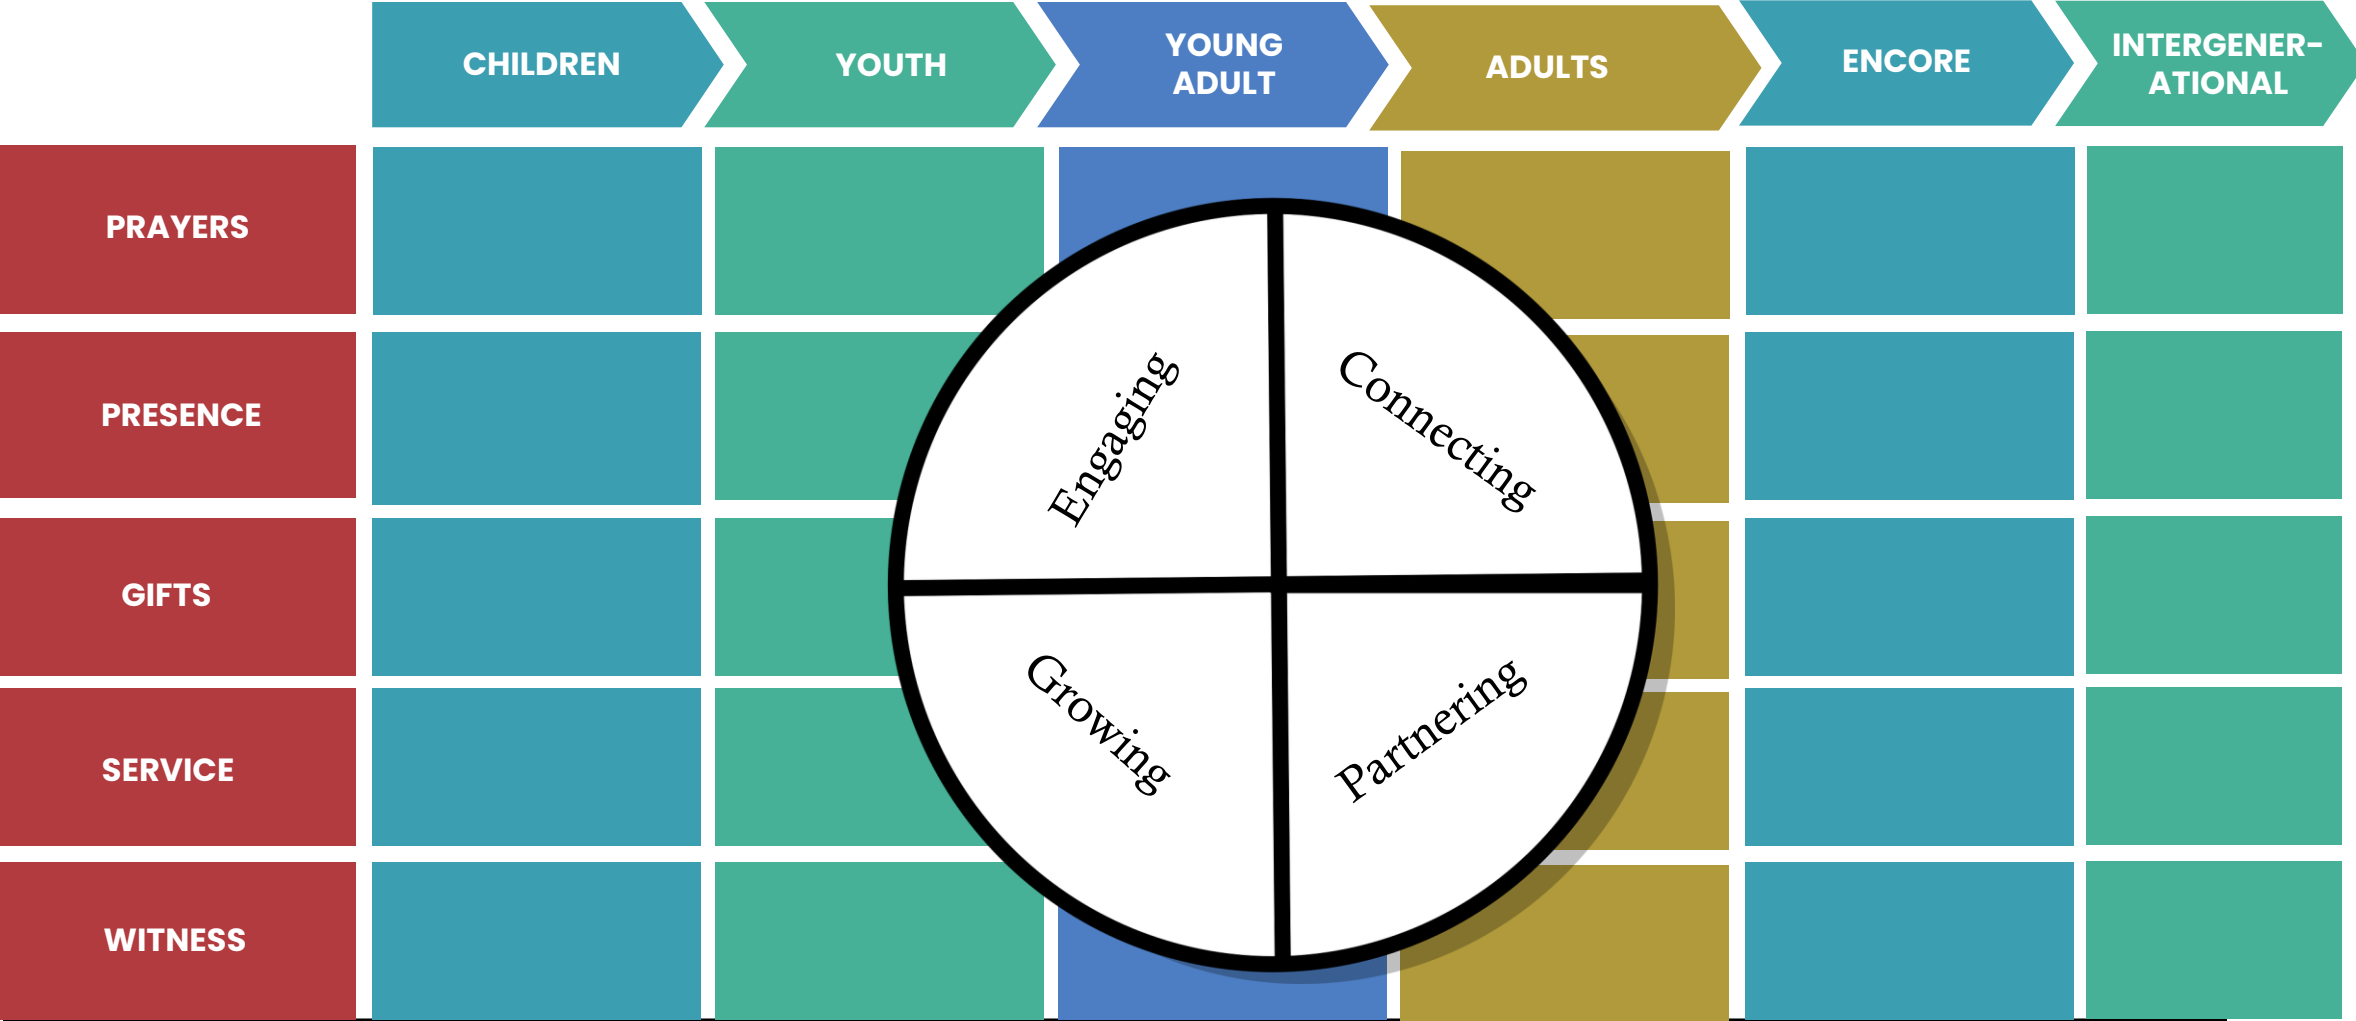 CHILDREN
YOUTH
YOUNG
ADULT
ADULTS
ENCORE
INTERGENER-
ATIONAL
PRAYERS
PRESENCE
GIFTS
SERVICE
WITNESS
Engaging
Connecting
Growing
Partnering